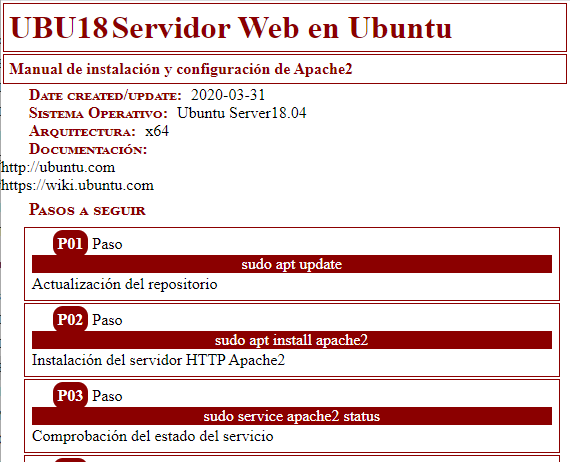 UBU18 Servidor Web en Ubuntu
Manual de instalación y configuración de Apache2
Date created/update: 2020-03-31
Sistema Operativo: Ubuntu Server18.04
Arquitectura: x64
Documentación:
http://ubuntu.com
https://wiki.ubuntu.com
Pasos a seguir
P01 Paso
sudo apt update
Actualización del repositorio
P02 Paso
sudo apt install apache2
Instalación del servidor HTTP Apache2
P03 Paso
sudo service apache2 status
Comprobación del estado del servicio